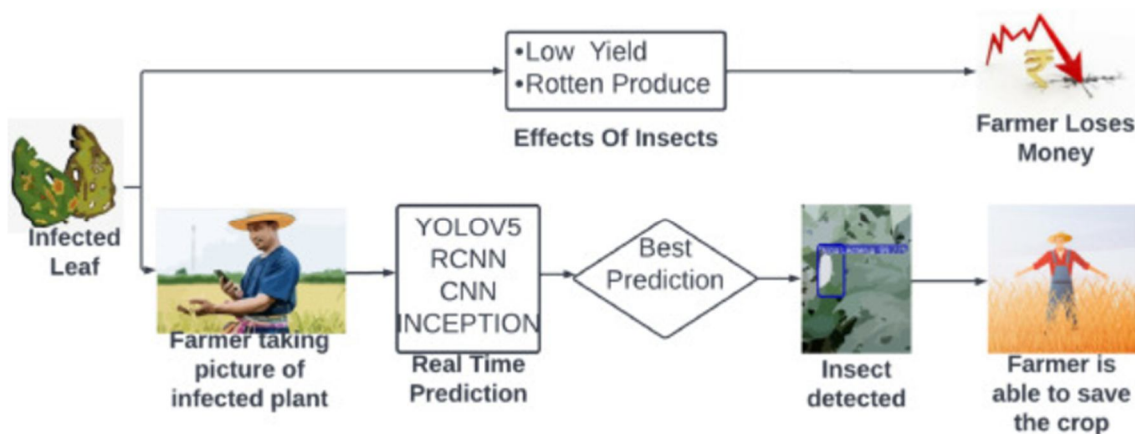 •Low Yield
•Rotten Produce
Effects Of Insects
Farmer Loses
Money
Infected
Leaf
Farmer taking
picture of
infected plant
YOLOV5
RCNN
CNN
INCEPTION
Real Time
Prediction
Best
Prediction
Insect
detected
Farmer is
able to save
the crop